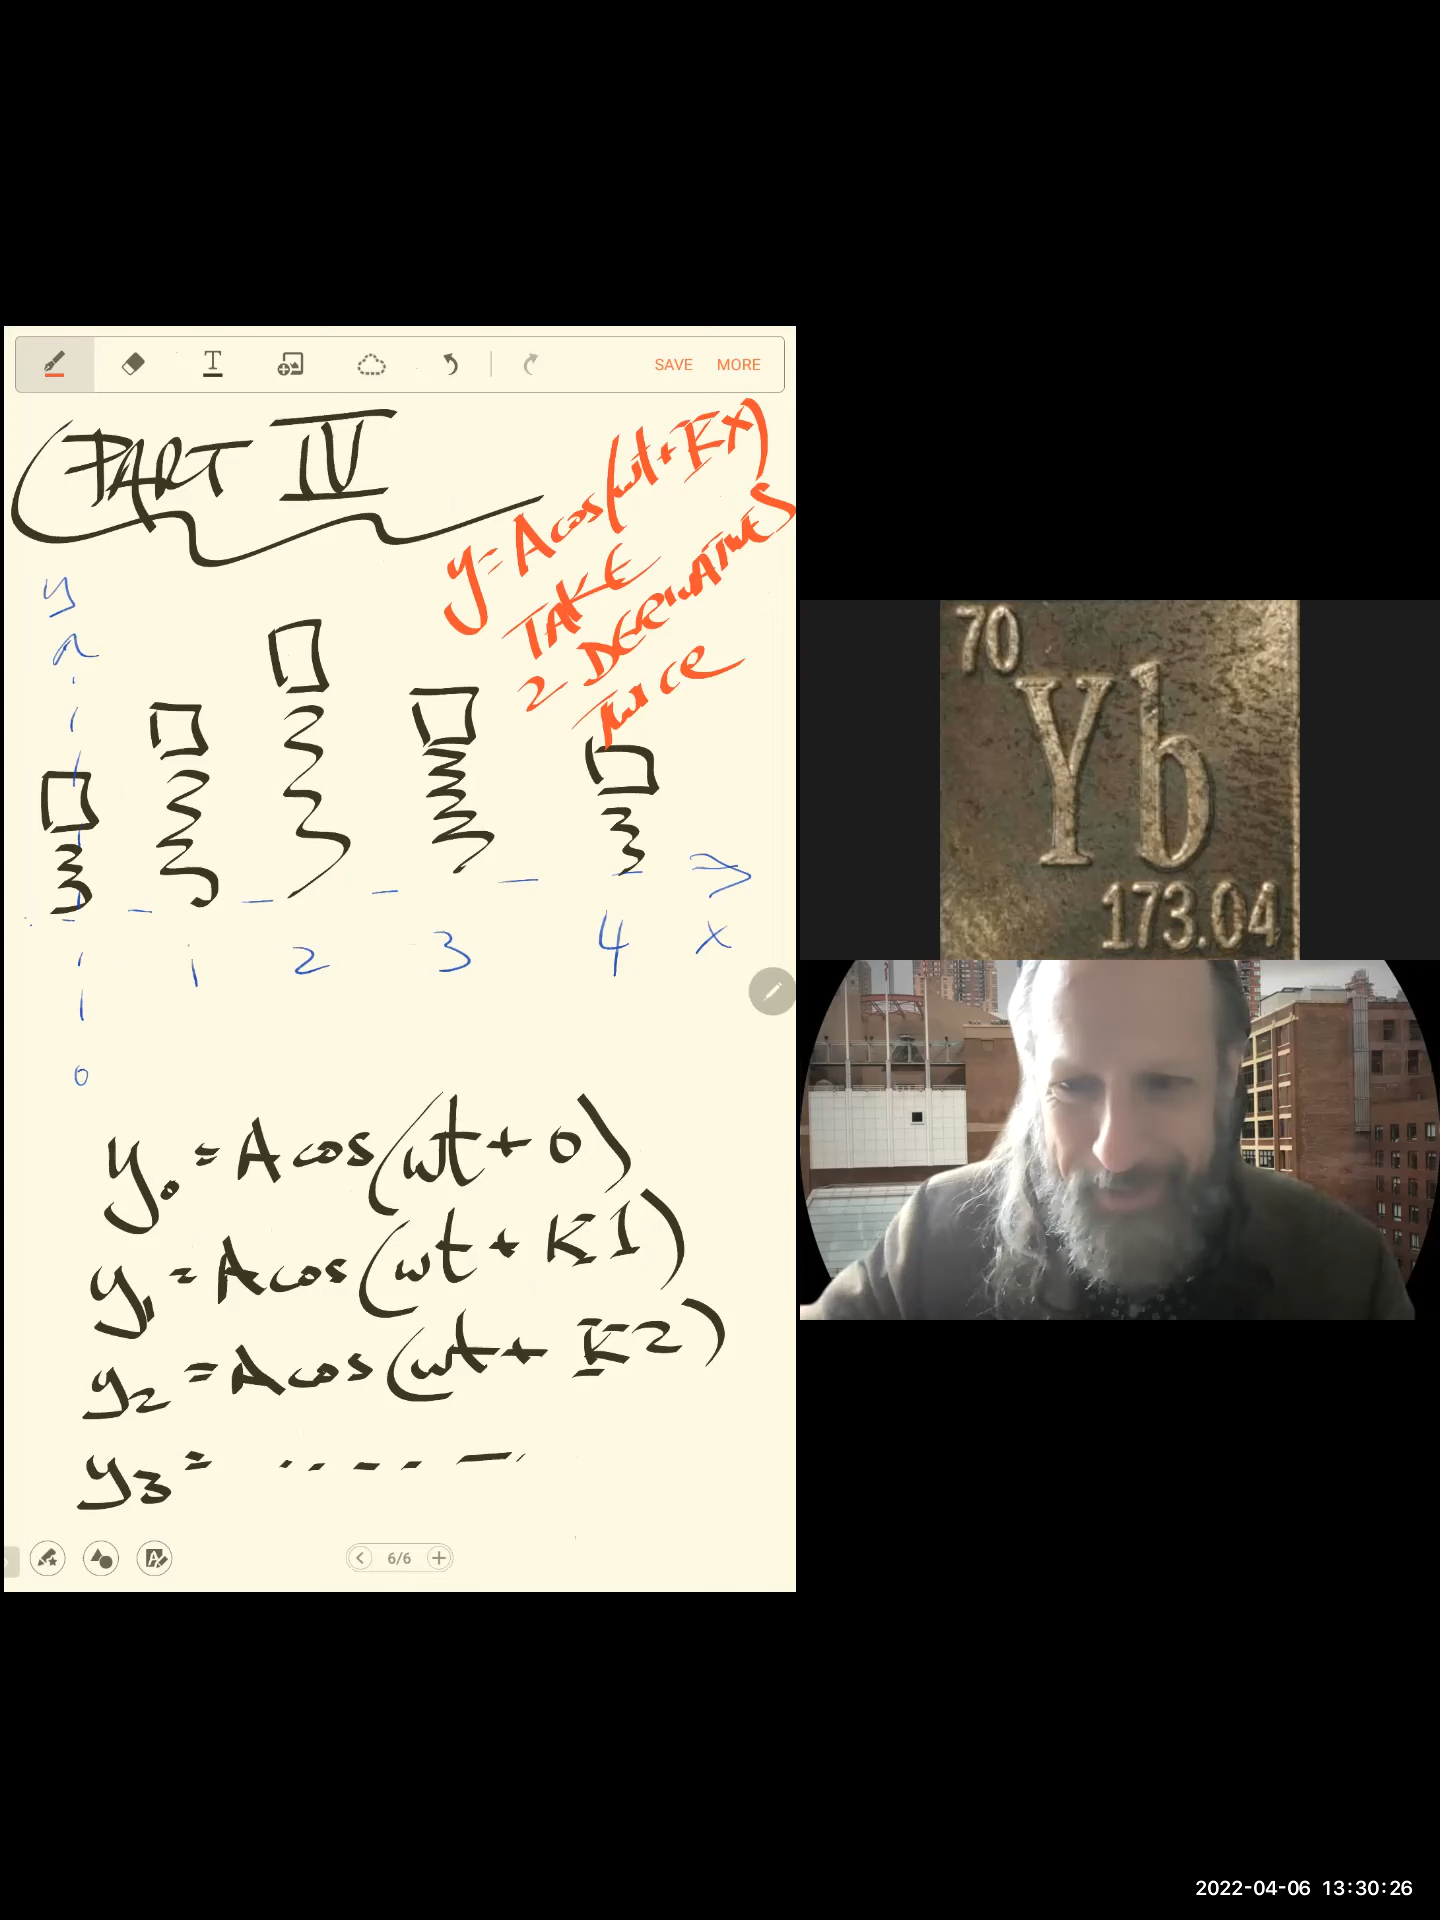 SAVE MORE
PART IV
y = A cos(ωt + Kx)
TAKE
2 DERIVATIVES
TWICE
y
0 1 2 3 4 x
y₀ = A cos(ωt + 0)
y₁ = A cos(ωt + K1)
y₂ = A cos(ωt + K2)
y₃ = .. -- . —
6/6
70
Yb
173.04
2022-04-06 13:30:26